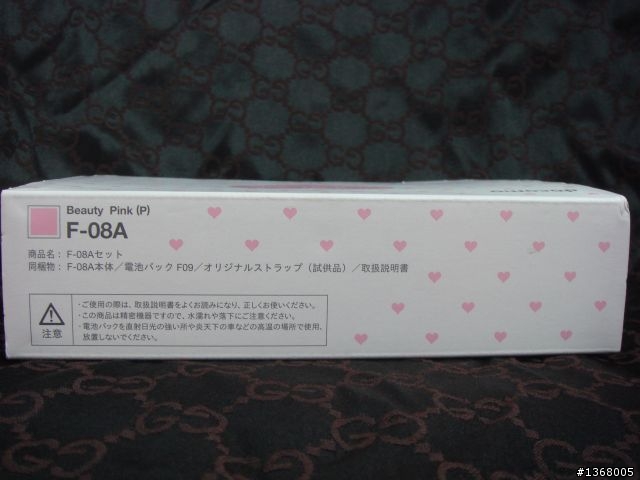 Beauty Pink (P)
F-08A
商品名： F-08Aセット
同梱物： F-08A本体／電池パック F09／オリジナルストラップ（試供品）／取扱説明書
注意
・ご使用の際は、取扱説明書をよくお読みになり、正しくお使いください。
・この商品は精密機器ですので、水濡れや落下にご注意ください。
・電池パックを直射日光の強い所や炎天下の車などの高温の場所で使用、
放置しないでください。
#1368005